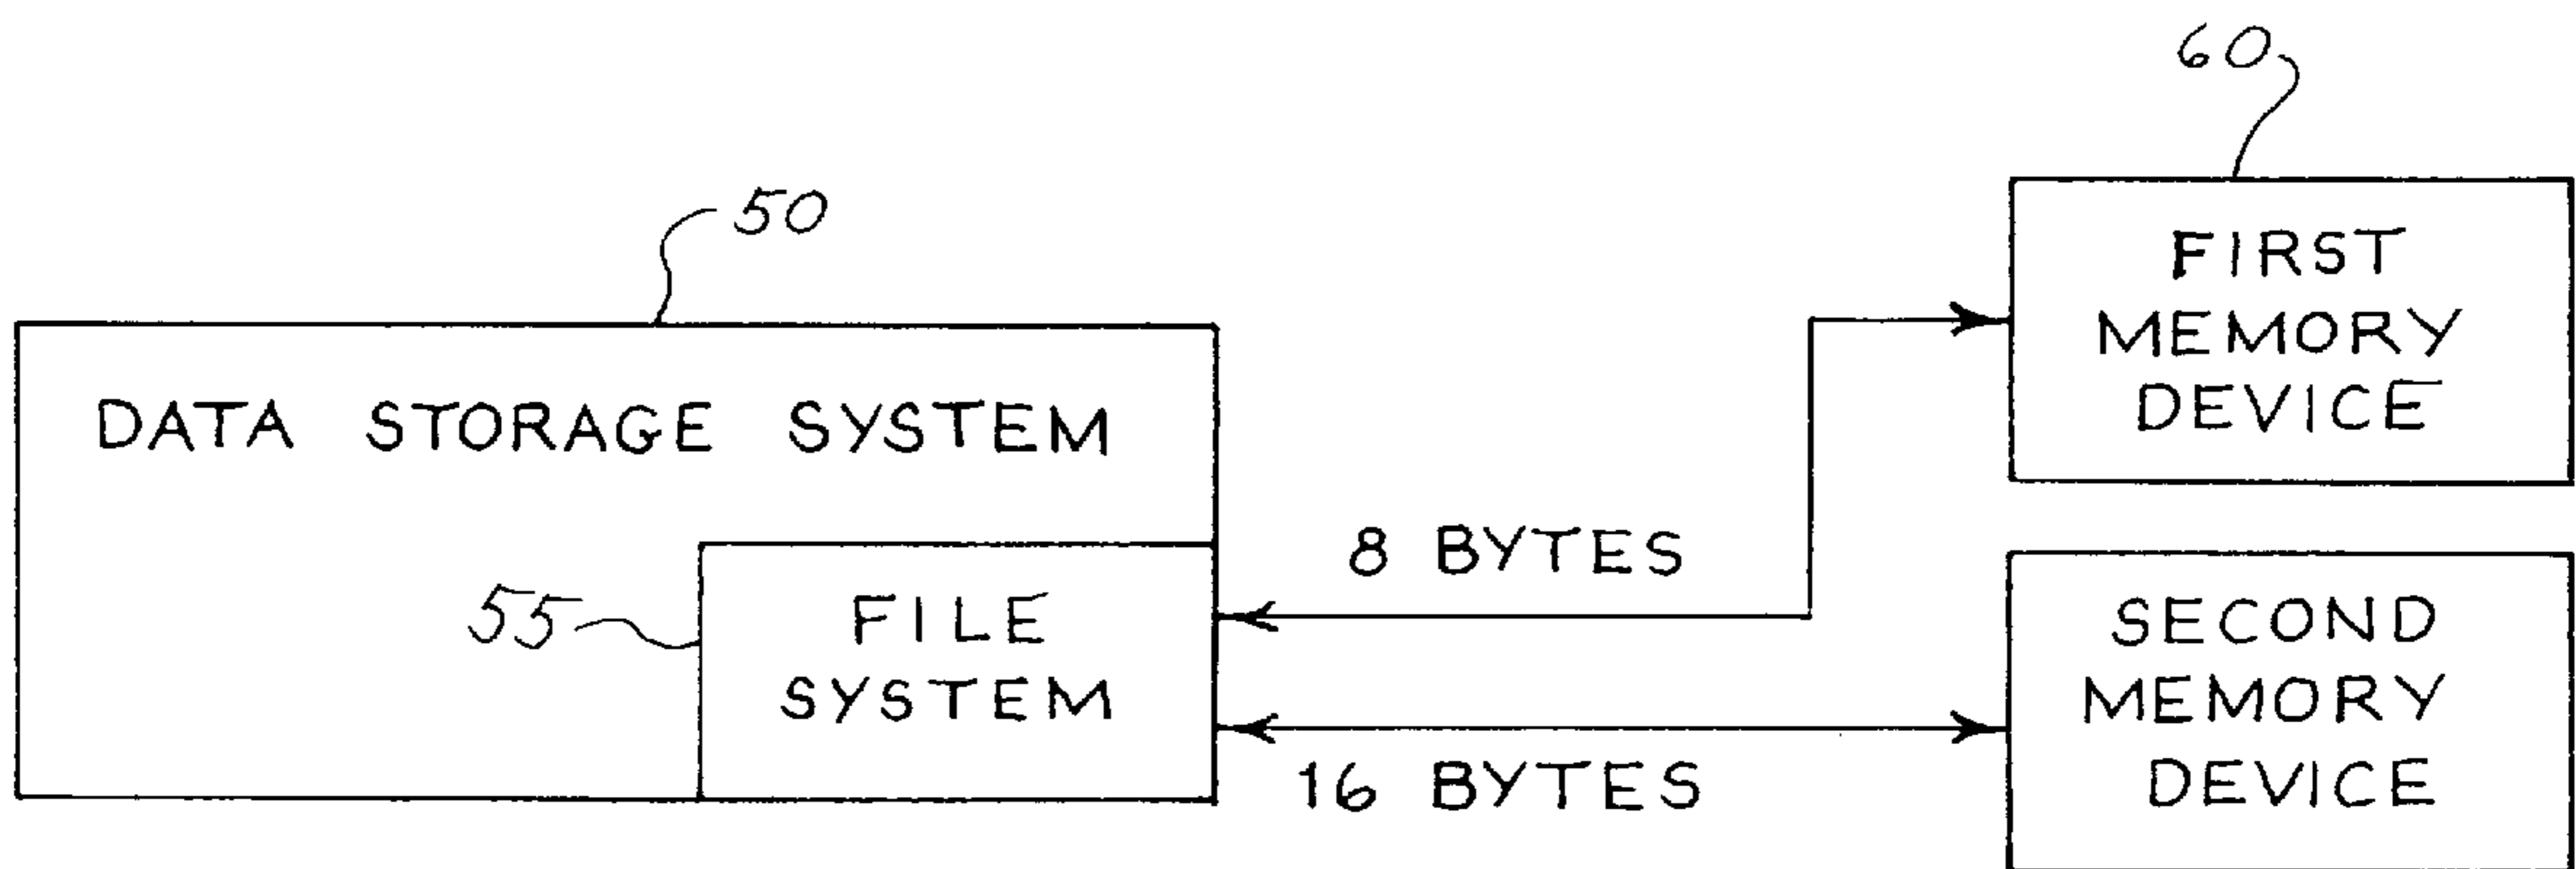 60
50
FIRST
MEMORY
DEVICE
DATA STORAGE SYSTEM
8 BYTES
55
FILE
SYSTEM
SECOND
MEMORY
DEVICE
16 BYTES